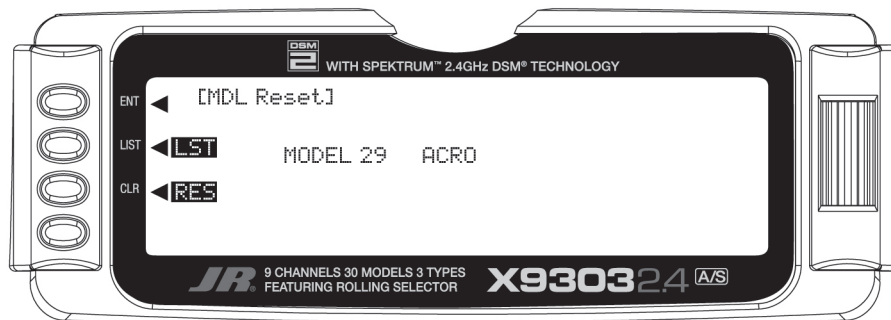 DSM
2 WITH SPEKTRUM™ 2.4GHz DSM® TECHNOLOGY
ENT [MDL Reset]
LIST LST MODEL 29 ACRO
CLR RES
JR® 9 CHANNELS 30 MODELS 3 TYPES
FEATURING ROLLING SELECTOR
X9303 2.4 A/S